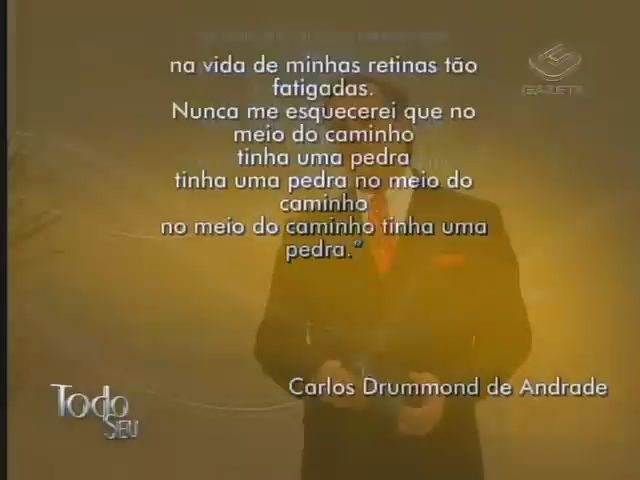 GAZETA
na vida de minhas retinas tão
fatigadas.
Nunca me esquecerei que no
meio do caminho
tinha uma pedra
tinha uma pedra no meio do
caminho
no meio do caminho tinha uma
pedra.”
Carlos Drummond de Andrade
Todo
SEU